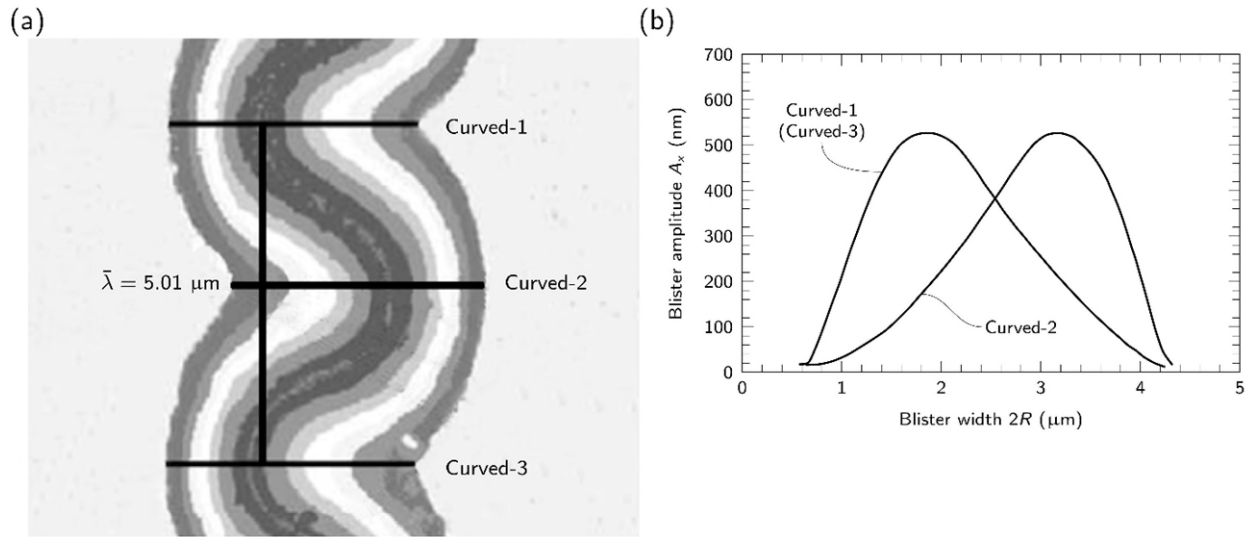 (a)
Curved-1
λ̄ = 5.01 μm
Curved-2
Curved-3
(b)
700
600
500
400
300
200
100
0
Blister amplitude Aₓ (nm)
Curved-1
(Curved-3)
Curved-2
0 1 2 3 4 5
Blister width 2R (μm)